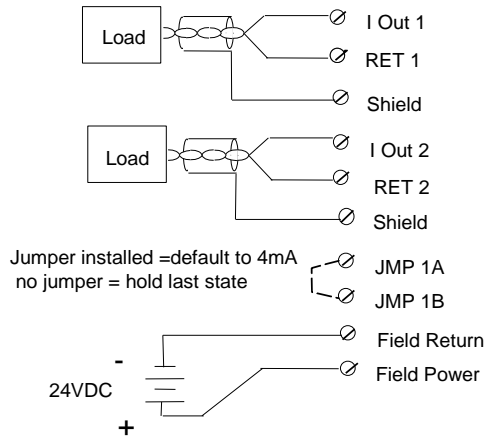 I Out 1
Load
RET 1
Shield
I Out 2
Load
RET 2
Shield
Jumper installed =default to 4mA
no jumper = hold last state
JMP 1A
JMP 1B
Field Return
-
Field Power
24VDC
+